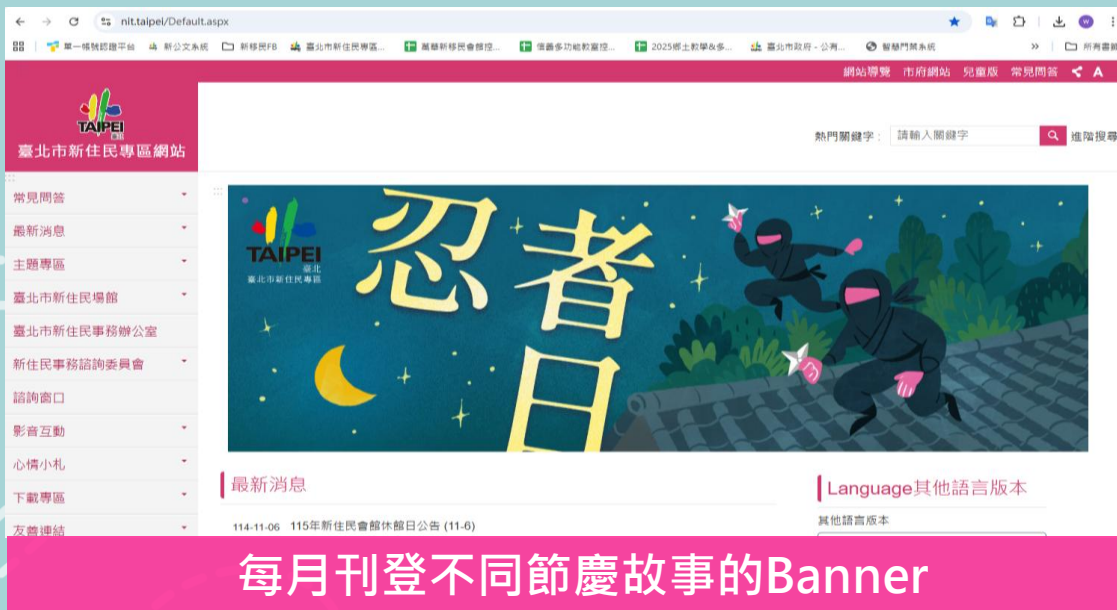 nit.taipei/Default.aspx
單一帳號認證平台 新公文系統 新移民FB 臺北市新住民專區... 萬華新移民會館控... 信義多功能教室控... 2025鄉土教學&多... 臺北市政府 - 公有... 智慧門禁系統 » 所有書籤
網站導覽 市府網站 兒童版 常見問答 A
TAIPEI
臺北
臺北市新住民專區網站
熱門關鍵字: 請輸入關鍵字 進階搜尋
常見問答
最新消息
主題專區
臺北市新住民場館
臺北市新住民事務辦公室
新住民事務諮詢委員會
諮詢窗口
影音互動
心情小札
下載專區
友善連結
TAIPEI
臺北
臺北市新住民專區
忍者日
最新消息
114-11-06 115年新住民會館休館日公告 (11-6)
Language其他語言版本
其他語言版本
每月刊登不同節慶故事的Banner